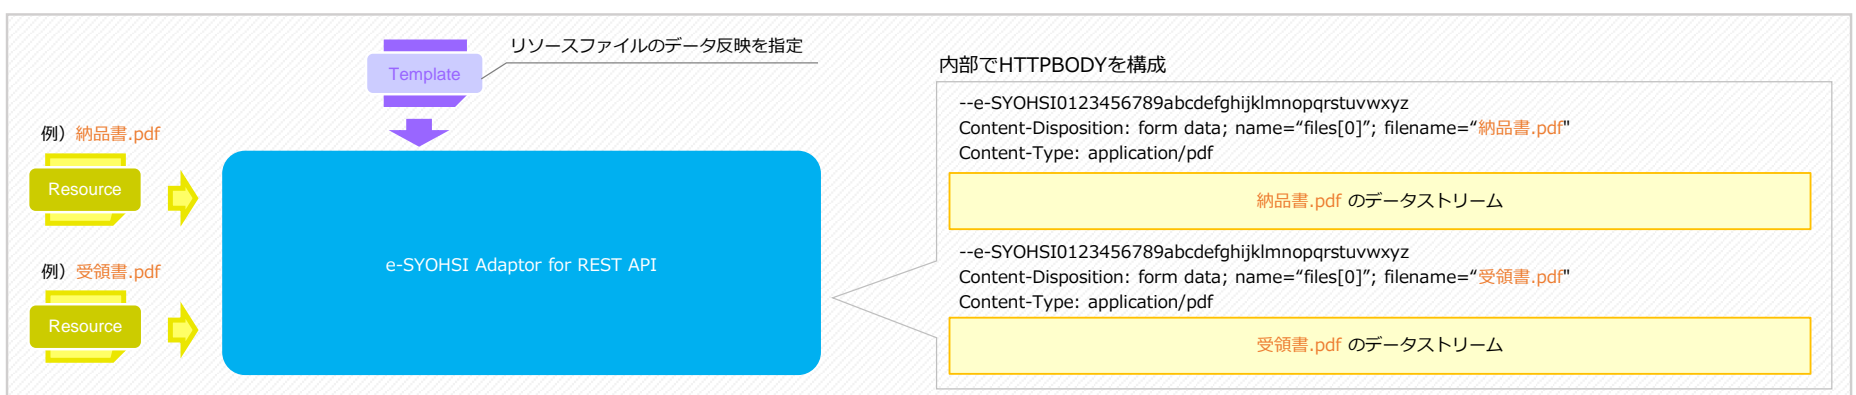 リソースファイルのデータ反映を指定
Template
例）納品書.pdf
Resource
例）受領書.pdf
Resource
e-SYOHSI Adaptor for REST API
内部でHTTPBODYを構成
--e-SYOHSI0123456789abcdefghijklmnopqrstuvwxyz
Content-Disposition: form data; name=“files[0]”; filename=“納品書.pdf"
Content-Type: application/pdf
納品書.pdf のデータストリーム
--e-SYOHSI0123456789abcdefghijklmnopqrstuvwxyz
Content-Disposition: form data; name=“files[0]”; filename=“受領書.pdf"
Content-Type: application/pdf
受領書.pdf のデータストリーム